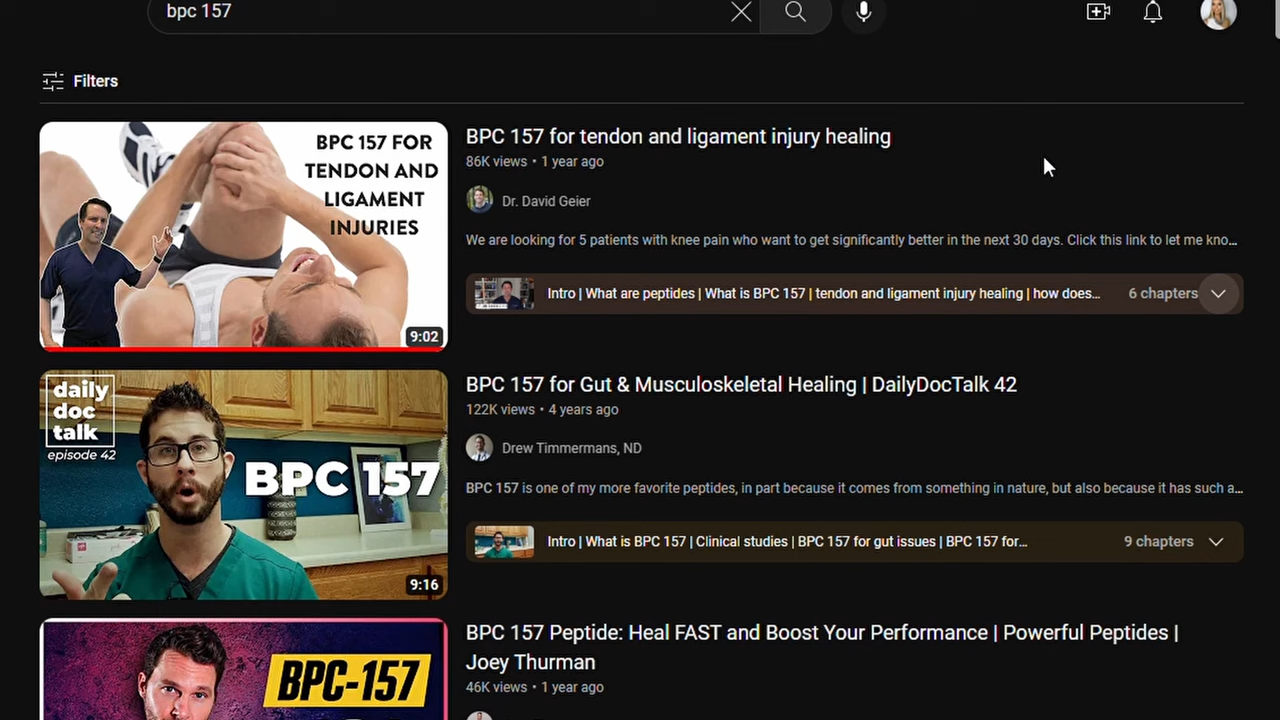 bpc 157
Filters
BPC 157 FOR
TENDON AND
LIGAMENT
INJURIES
9:02
BPC 157 for tendon and ligament injury healing
86K views • 1 year ago
Dr. David Geier
We are looking for 5 patients with knee pain who want to get significantly better in the next 30 days. Click this link to let me kno...
Intro | What are peptides | What is BPC 157 | tendon and ligament injury healing | how does...
6 chapters
daily
doc
talk
episode 42
BPC 157
9:16
BPC 157 for Gut & Musculoskeletal Healing | DailyDocTalk 42
122K views • 4 years ago
Drew Timmermans, ND
BPC 157 is one of my more favorite peptides, in part because it comes from something in nature, but also because it has such a...
Intro | What is BPC 157 | Clinical studies | BPC 157 for gut issues | BPC 157 for...
9 chapters
BPC-157
BPC 157 Peptide: Heal FAST and Boost Your Performance | Powerful Peptides |
Joey Thurman
46K views • 1 year ago